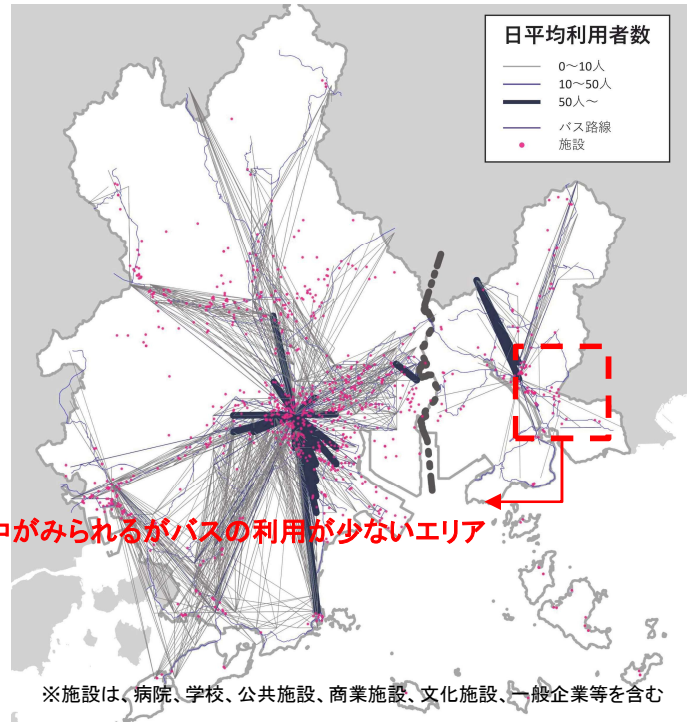 日平均利用者数
0～10人
10～50人
50人～
バス路線
施設
中がみられるがバスの利用が少ないエリア
※施設は、病院、学校、公共施設、商業施設、文化施設、一般企業等を含む